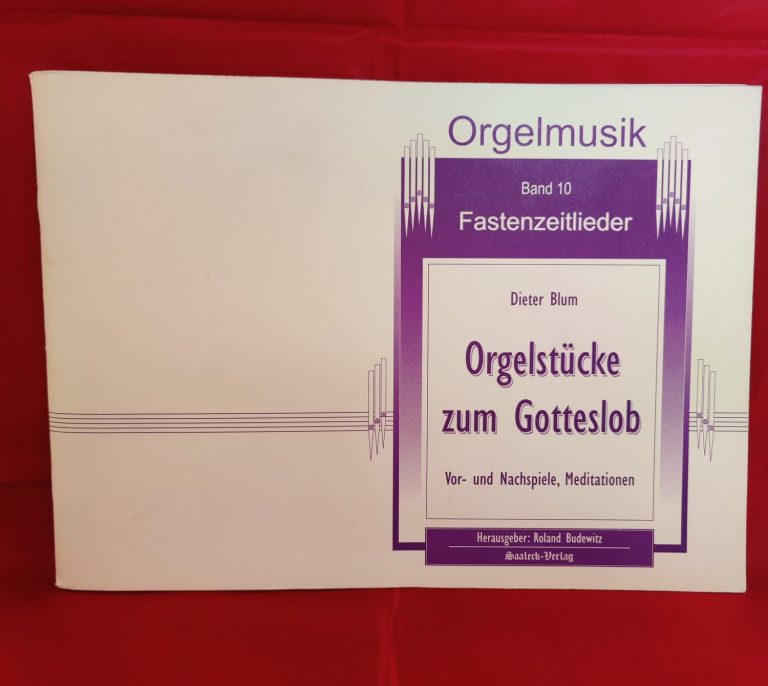 Orgelmusik
Band 10
Fastenzeitlieder
Dieter Blum
Orgelstücke
zum Gotteslob
Vor- und Nachspiele, Meditationen
Herausgeber: Roland Budewitz
Saaleck-Verlag